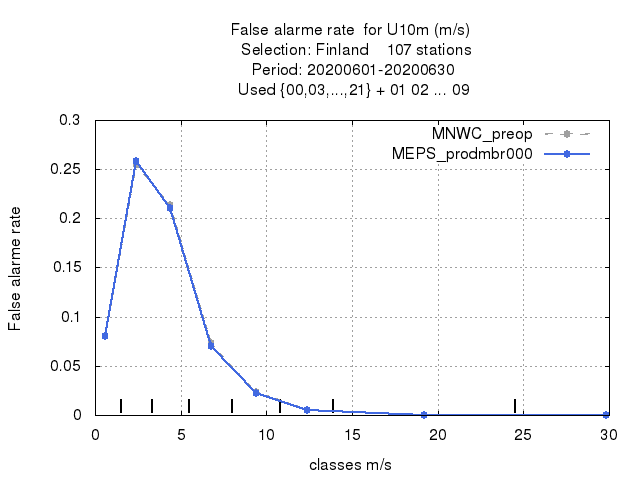 False alarme rate  for U10m (m/s)
Selection: Finland    107 stations
Period: 20200601-20200630
Used {00,03,...,21} + 01 02 ... 09
MNWC_preop
MEPS_prodmbr000
0.3
0.25
0.2
0.15
0.1
0.05
0
False alarme rate
0 5 10 15 20 25 30
classes m/s